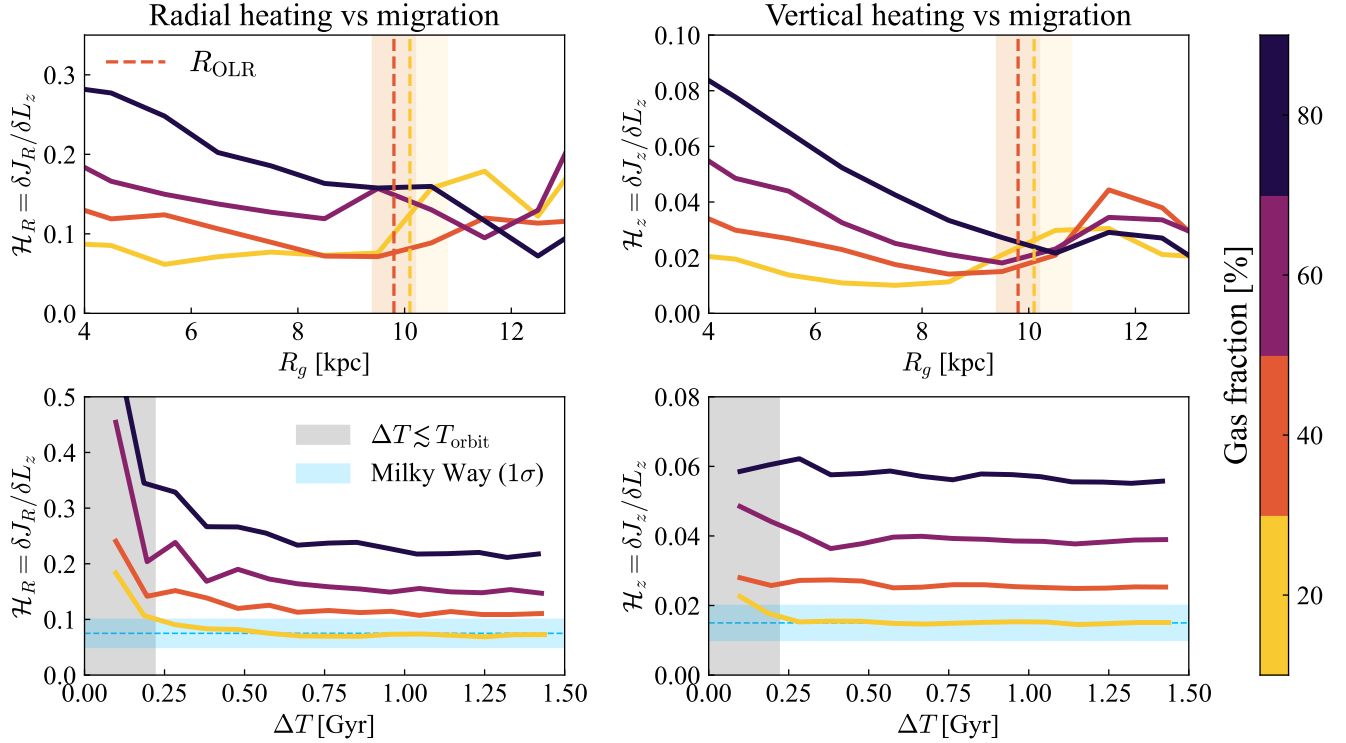 Radial heating vs migration
Vertical heating vs migration
R_OLR
ℋ_R = δJ_R/δL_z
0.3
0.2
0.1
0.0
4 6 8 10 12
R_g [kpc]
ℋ_z = δJ_z/δL_z
0.10
0.08
0.06
0.04
0.02
0.00
4 6 8 10 12
R_g [kpc]
ℋ_R = δJ_R/δL_z
0.5
0.4
0.3
0.2
0.1
0.0
ΔT ≲ T_orbit
Milky Way (1σ)
0.00 0.25 0.50 0.75 1.00 1.25 1.50
ΔT [Gyr]
ℋ_z = δJ_z/δL_z
0.08
0.06
0.04
0.02
0.00
0.00 0.25 0.50 0.75 1.00 1.25 1.50
ΔT [Gyr]
Gas fraction [%]
80
60
40
20